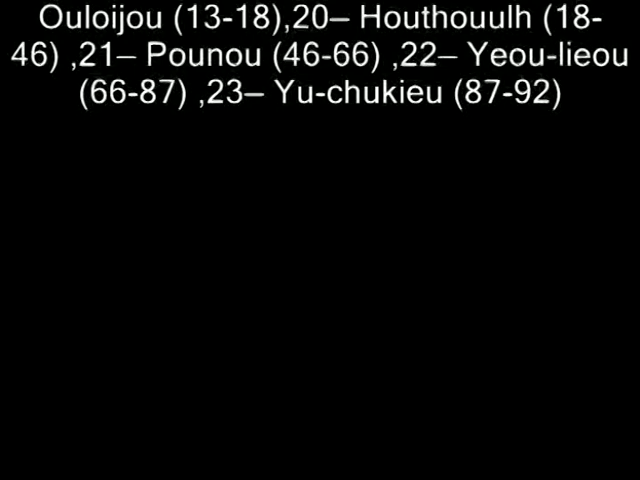 Ouloijou (13-18),20– Houthouulh (18-
46) ,21– Pounou (46-66) ,22– Yeou-lieou
(66-87) ,23– Yu-chukieu (87-92)